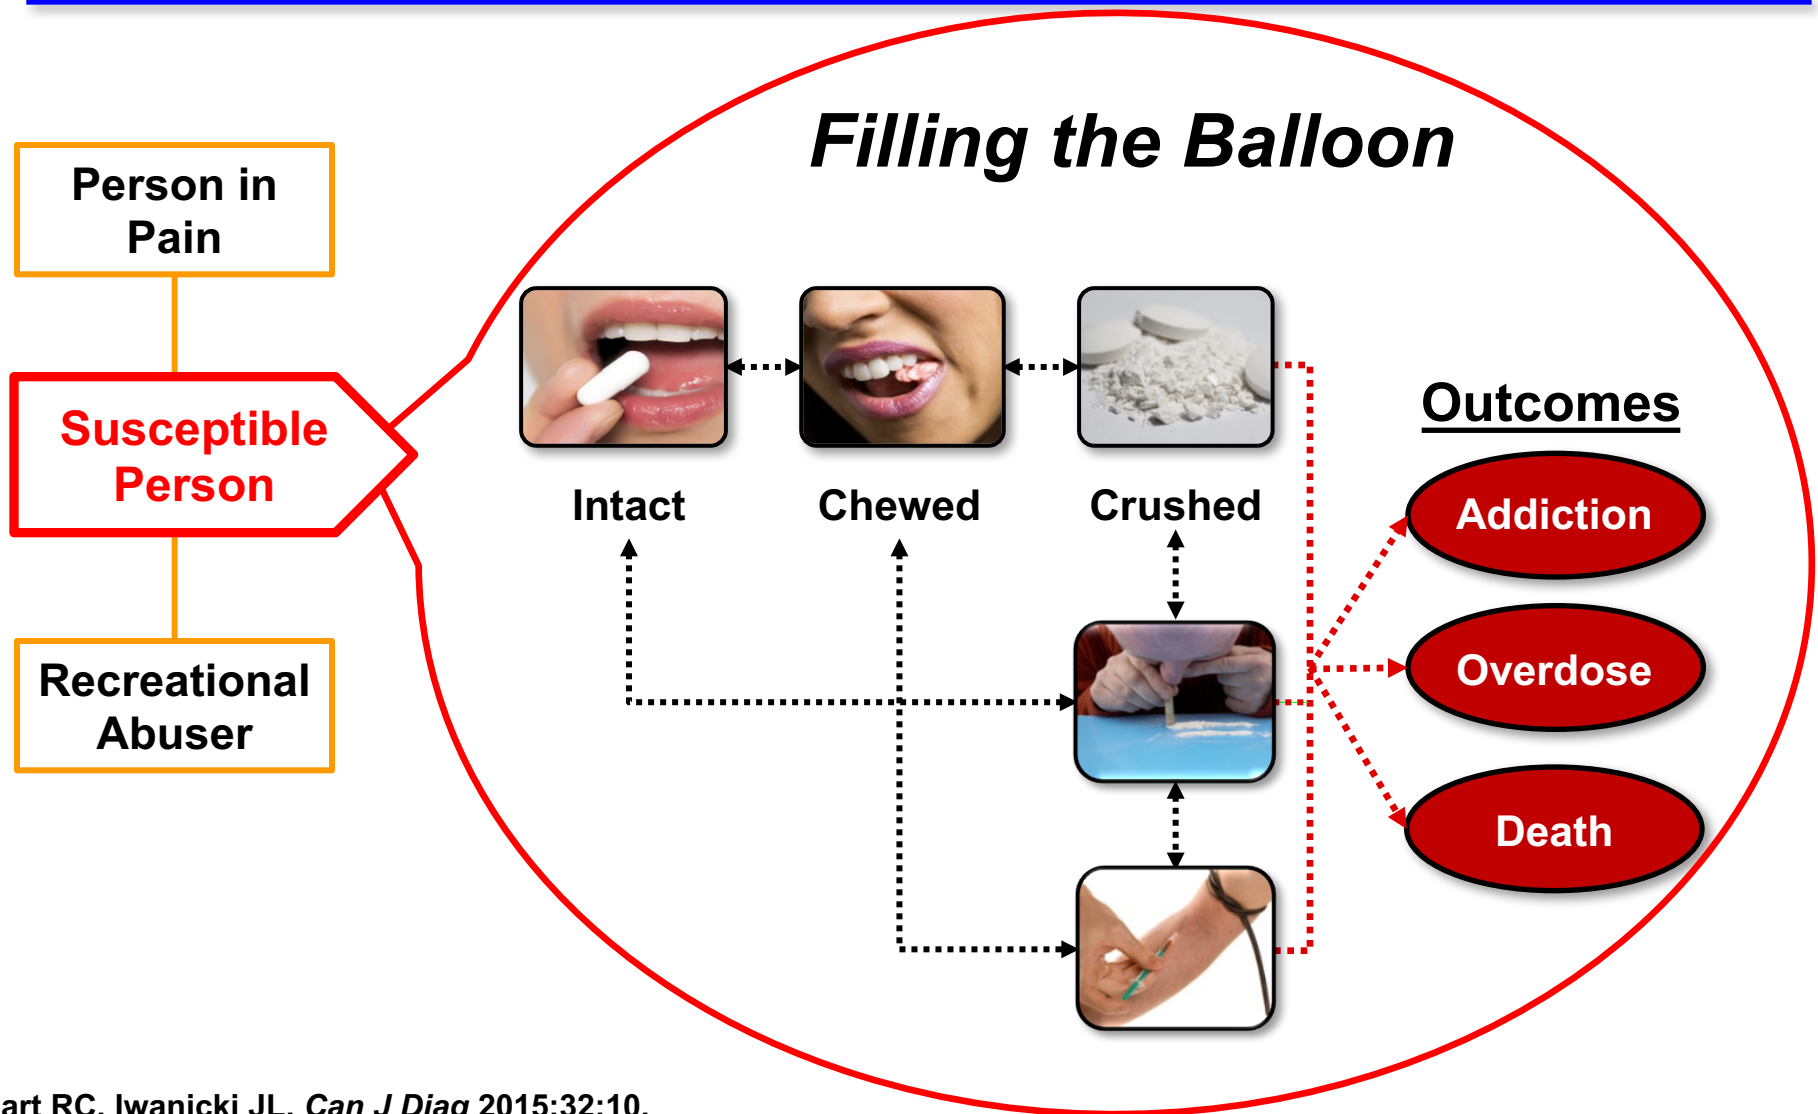 Filling the Balloon
Person in
Pain
Susceptible
Person
Recreational
Abuser
Intact
Chewed
Crushed
Outcomes
Addiction
Overdose
Death
art RC, Iwanicki JL. Can J Diag 2015;32:10.